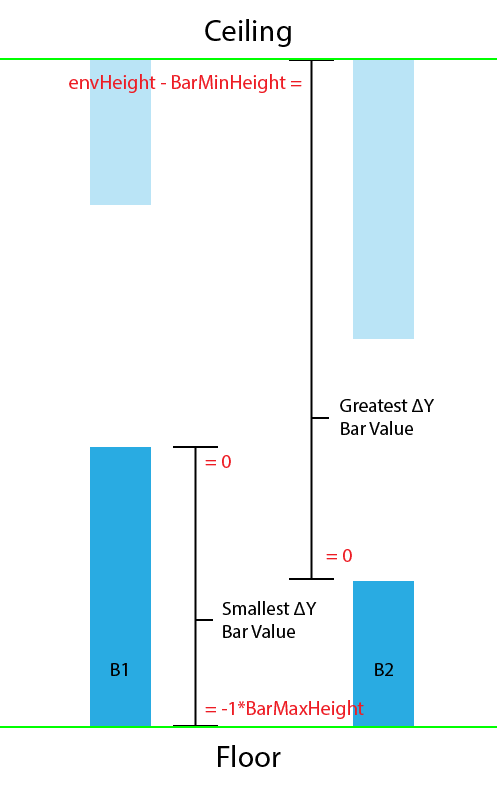 Ceiling
envHeight - BarMinHeight =
Greatest ΔY
Bar Value
= 0
= 0
Smallest ΔY
Bar Value
B1
B2
= -1*BarMaxHeight
Floor